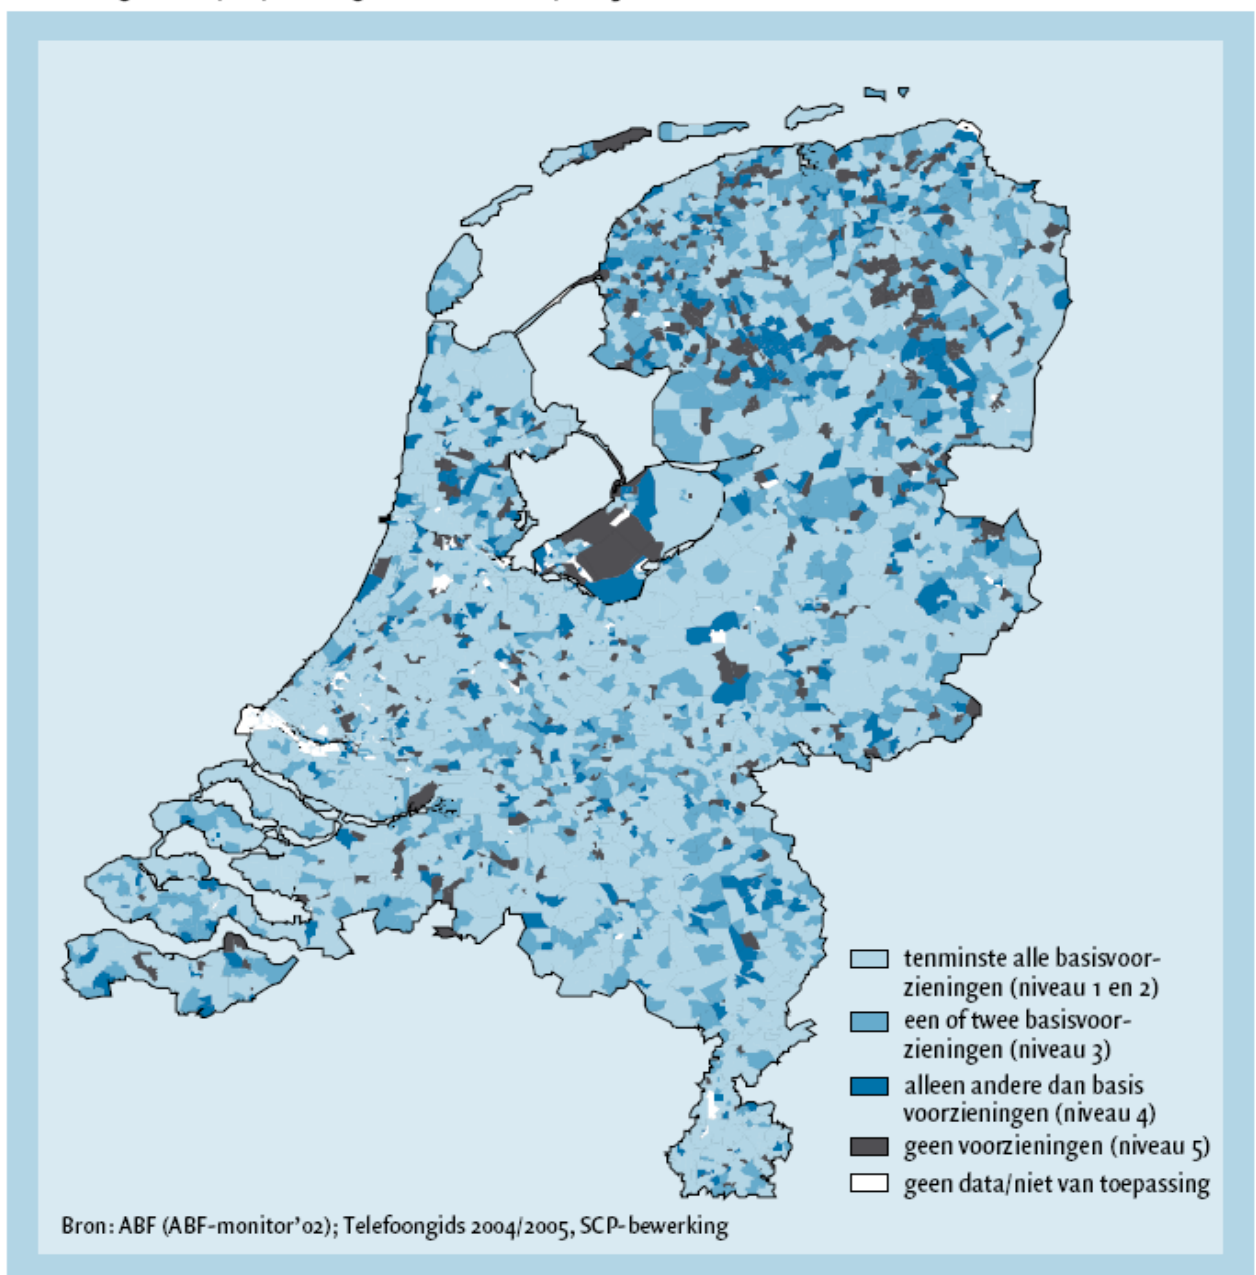 tenminste alle basisvoor-
zieningen (niveau 1 en 2)
een of twee basisvoor-
zieningen (niveau 3)
alleen andere dan basis
voorzieningen (niveau 4)
geen voorzieningen (niveau 5)
geen data/niet van toepassing
Bron: ABF (ABF-monitor'02); Telefoongids 2004/2005, SCP-bewerking